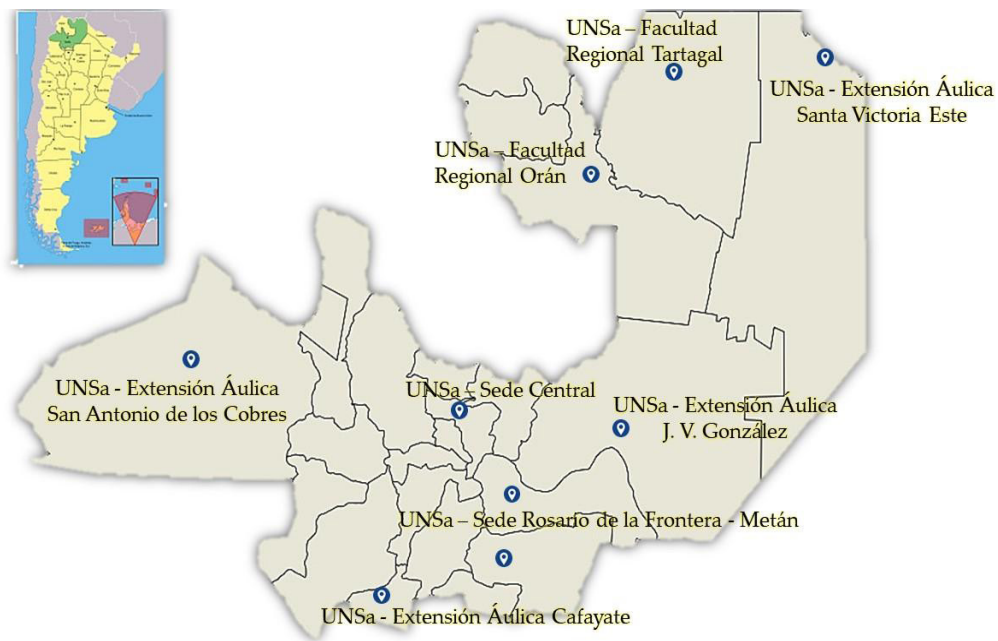 UNSa – Facultad
Regional Tartagal
UNSa - Extensión Áulica
Santa Victoria Este
UNSa – Facultad
Regional Orán
UNSa - Extensión Áulica
San Antonio de los Cobres
UNSa – Sede Central
UNSa - Extensión Áulica
J. V. González
UNSa – Sede Rosario de la Frontera - Metán
UNSa - Extensión Áulica Cafayate